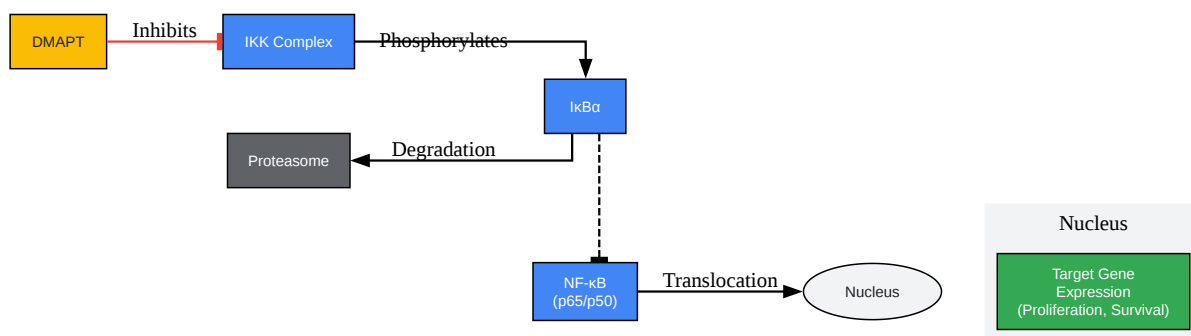 DMAPT
Inhibits
IKK Complex
Phosphorylates
IκBα
Proteasome
Degradation
NF-κB
(p65/p50)
Translocation
Nucleus
Nucleus
Target Gene
Expression
(Proliferation, Survival)